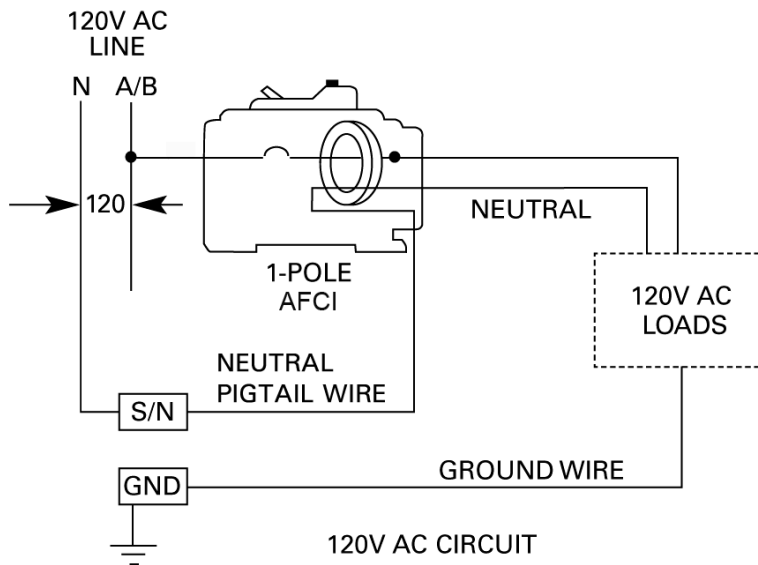 120V AC
LINE
N A/B
120
NEUTRAL
1-POLE
AFCI
120V AC
LOADS
NEUTRAL
PIGTAIL WIRE
S/N
GROUND WIRE
GND
120V AC CIRCUIT